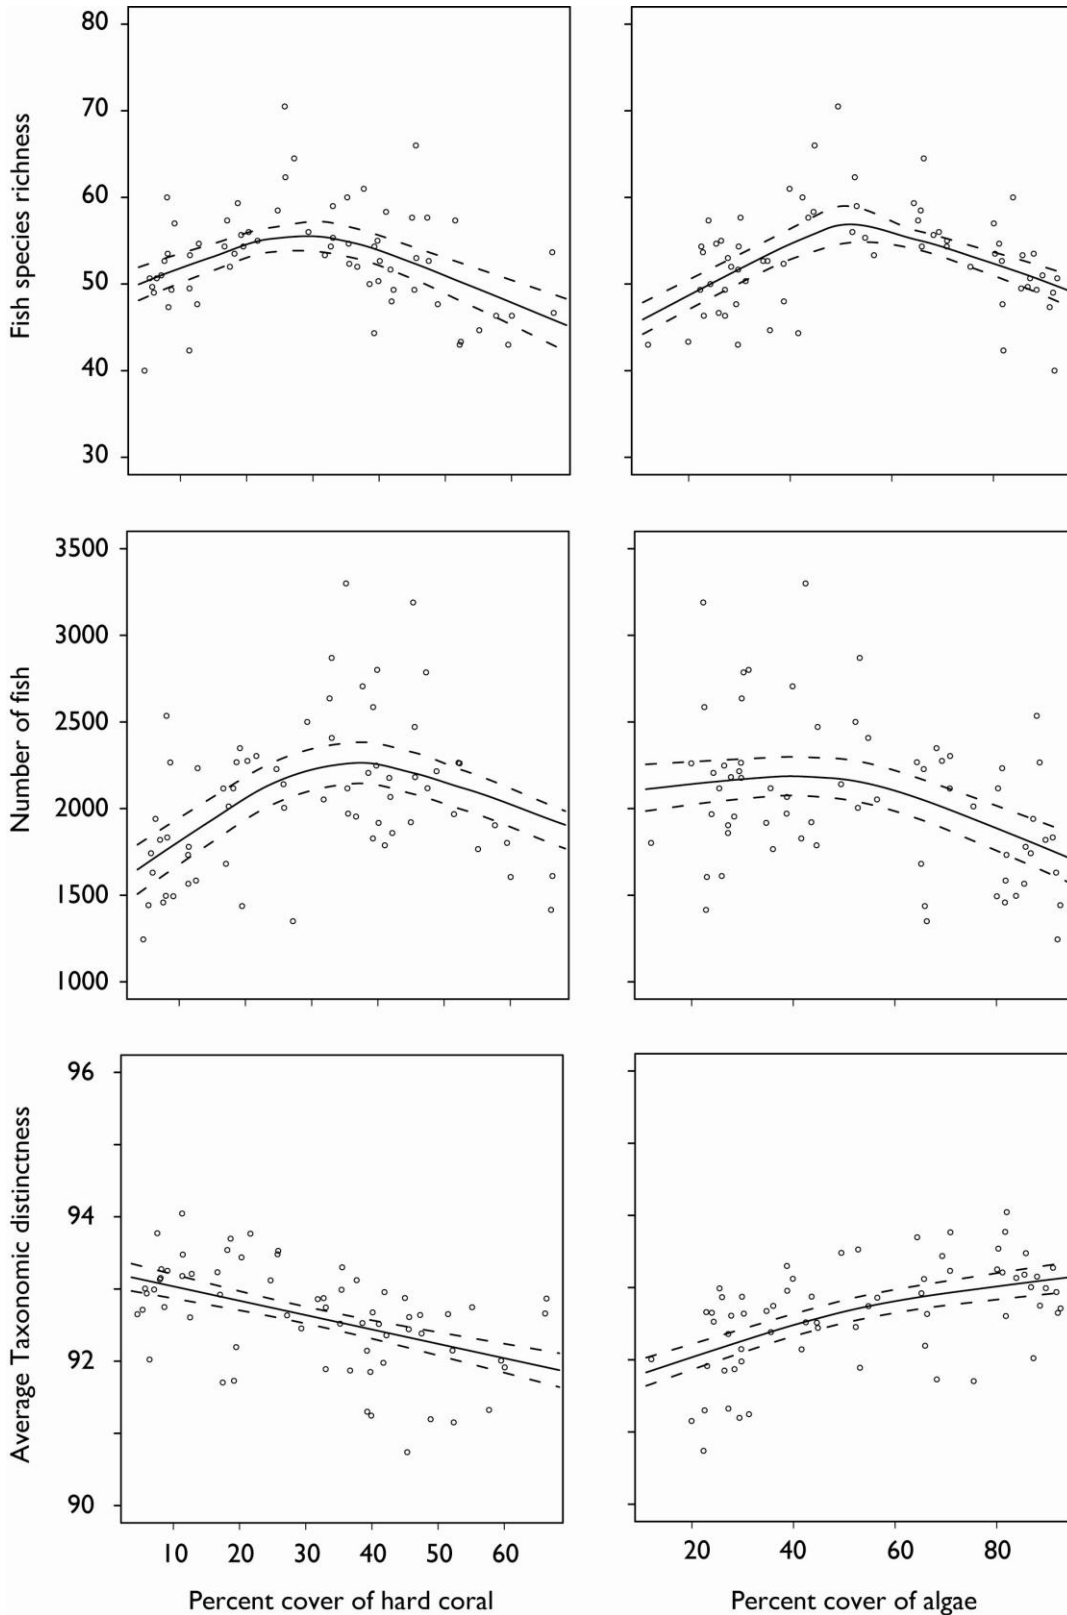 Fish species richness
80
70
60
50
40
30
Number of fish
3500
3000
2500
2000
1500
1000
Average Taxonomic distinctness
96
94
92
90
10 20 30 40 50 60
Percent cover of hard coral
20 40 60 80
Percent cover of algae